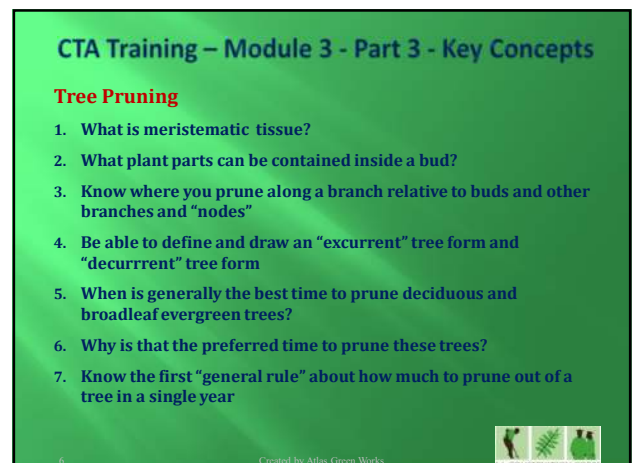 CTA Training – Module 3 - Part 3 - Key Concepts
Tree Pruning
1. What is meristematic tissue?
2. What plant parts can be contained inside a bud?
3. Know where you prune along a branch relative to buds and other
branches and “nodes”
4. Be able to define and draw an “excurrent” tree form and
“decurrrent” tree form
5. When is generally the best time to prune deciduous and
broadleaf evergreen trees?
6. Why is that the preferred time to prune these trees?
7. Know the first “general rule” about how much to prune out of a
tree in a single year
6
Created by Atlas Green Works